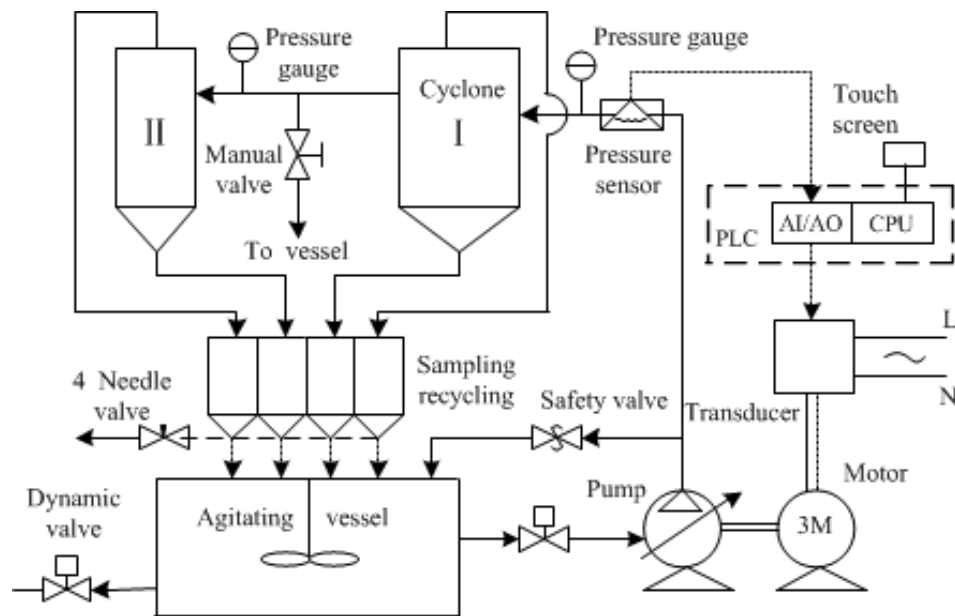 Pressure
gauge
Pressure gauge
Cyclone
II
I
Touch
screen
Manual
valve
Pressure
sensor
To vessel
PLC
AI/AO
CPU
L
N
4 Needle
valve
Sampling
recycling
Safety valve
Transducer
Dynamic
valve
Agitating
vessel
Pump
Motor
3M